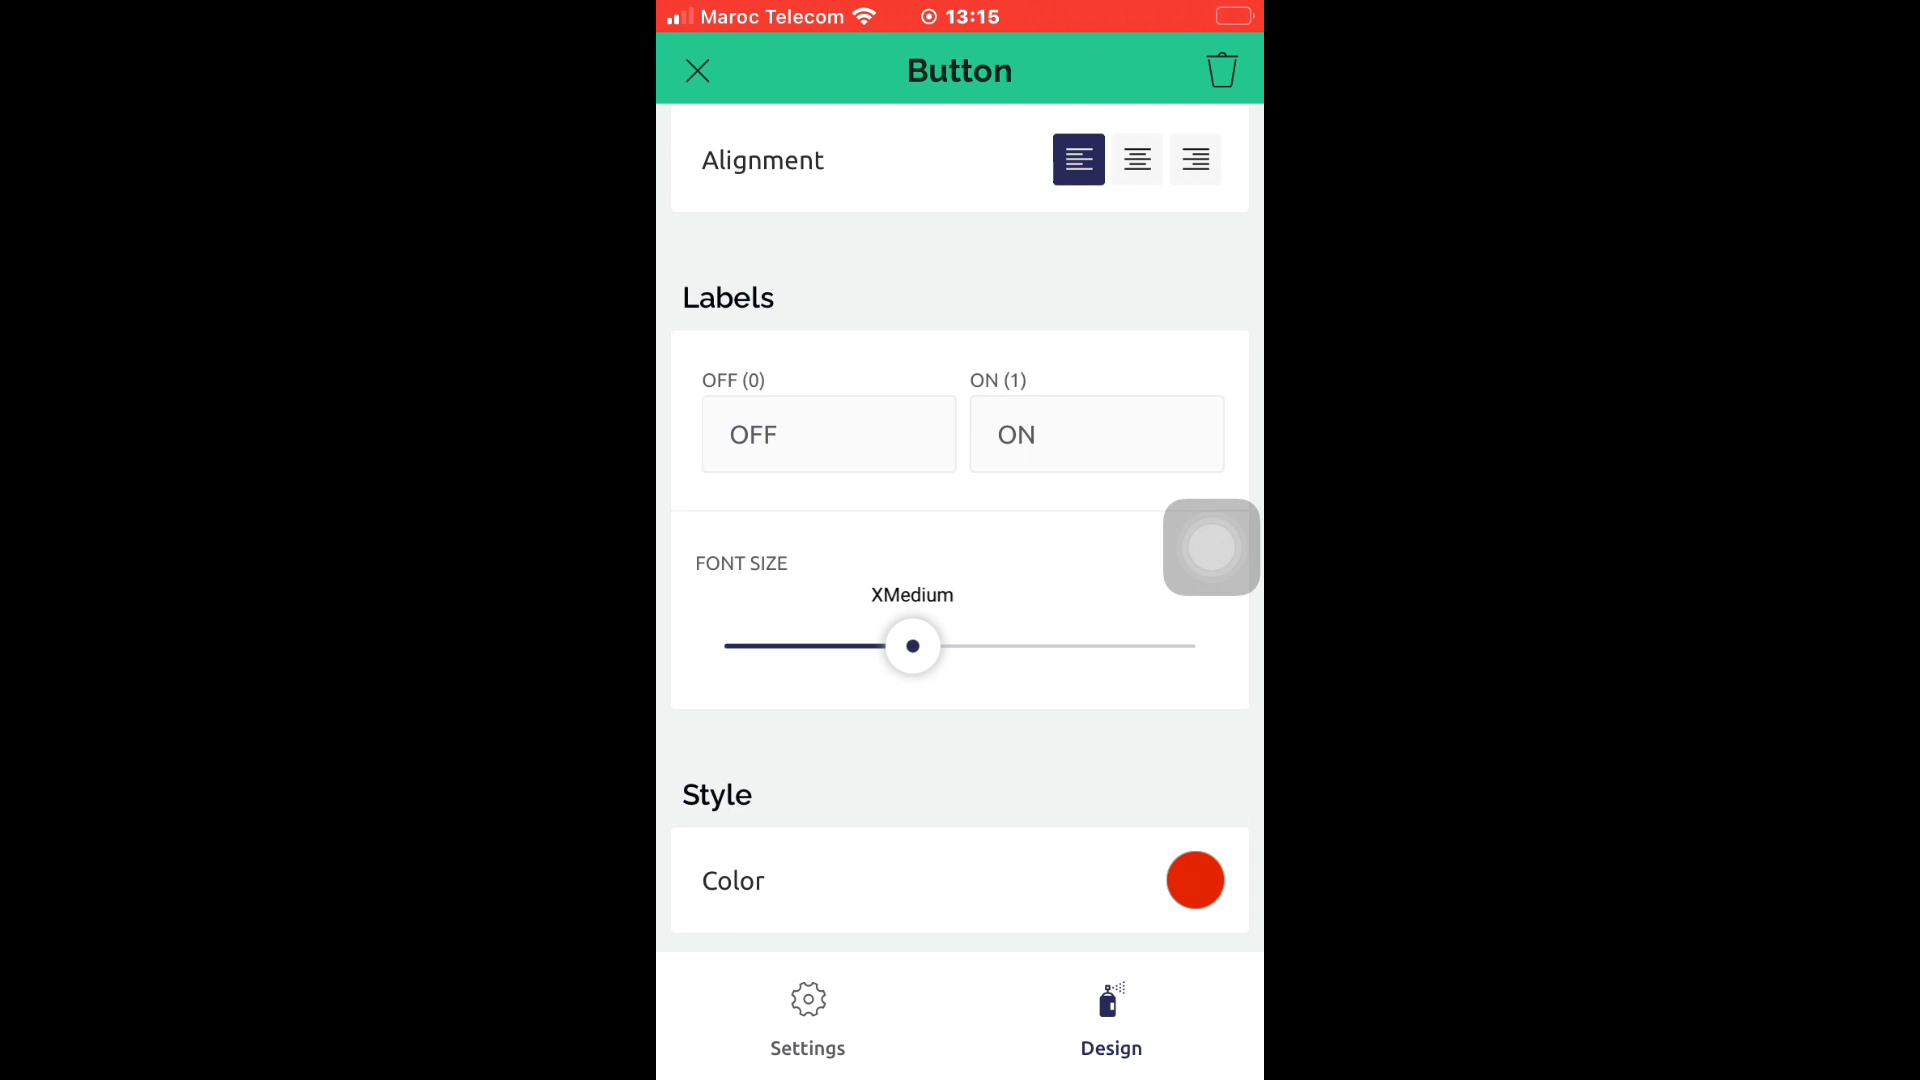 Maroc Telecom 13:15
Button
Alignment
Labels
OFF (0) ON (1)
OFF ON
FONT SIZE
XMedium
Style
Color
Settings Design